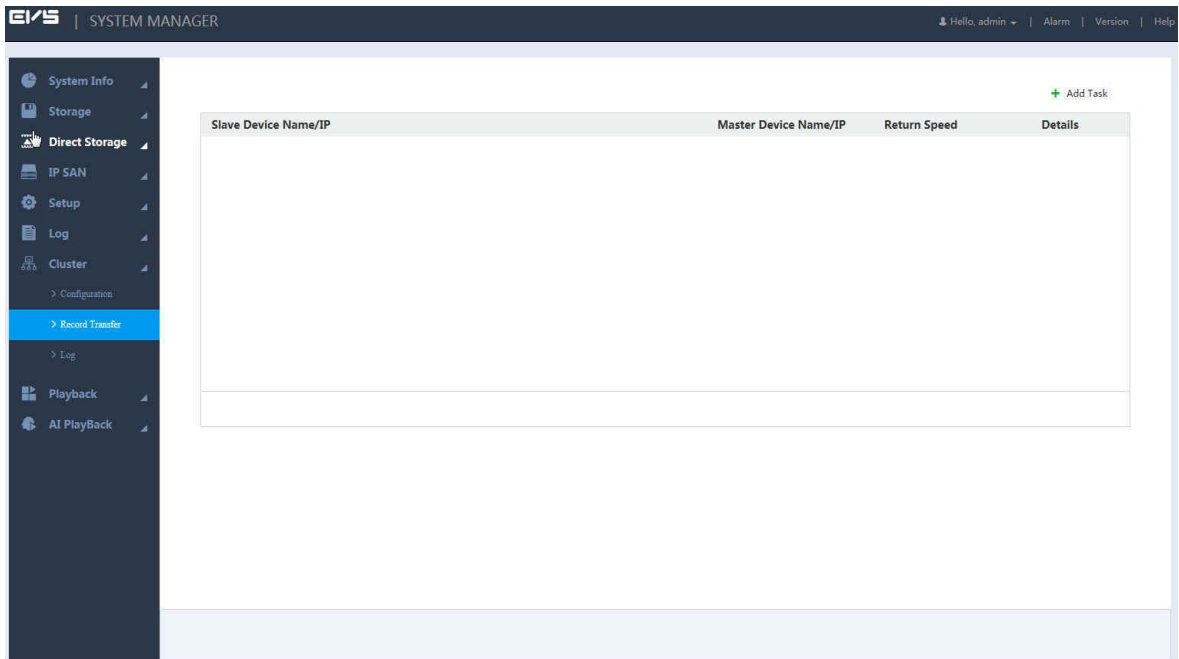 EVS | SYSTEM MANAGER
Hello, admin | Alarm | Version | Help
System Info
Storage
Direct Storage
IP SAN
Setup
Log
Cluster
> Configuration
> Record Transfer
> Log
Playback
AI PlayBack
+ Add Task
Slave Device Name/IP Master Device Name/IP Return Speed Details